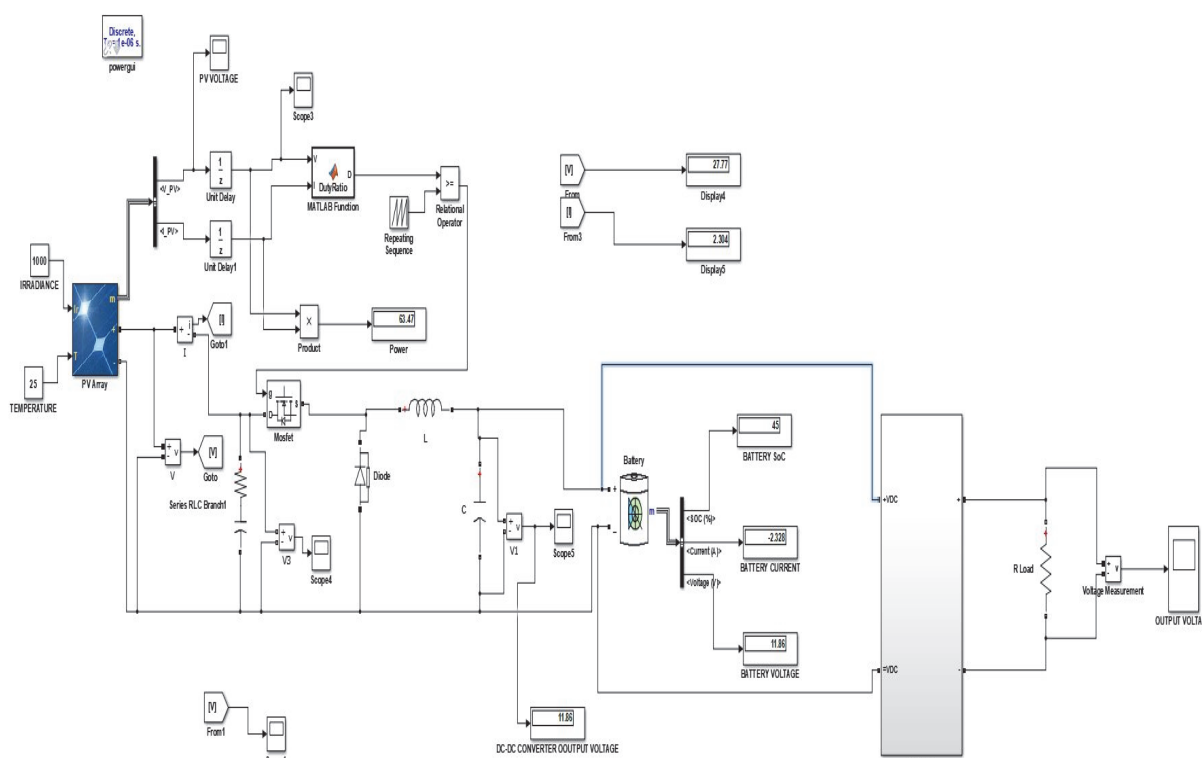 Discrete,
1e-06 s.
powergui
PV VOLTAGE
Scope3
<V_PV>
1
z
Unit Delay
V
I
D
DutyRatio
MATLAB Function
>=
Relational
Operator
Repeating
Sequence
<I_PV>
1
z
Unit Delay1
[V]
From
27.77
Display4
[I]
From3
2.304
Display5
1000
IRRADIANCE
Ir
T
m
+
-
PV Array
25
TEMPERATURE
+
-
i
I
[I]
Goto1
×
Product
63.47
Power
g
D
S
Mosfet
+
-
v
V
[V]
Goto
Series RLC Branch1
+
-
v
V3
Scope4
Diode
+
L
+
C
+
-
v
V1
Scope5
Battery
+
-
m
<SOC (%)>
<Current (A)>
<Voltage (V)>
45
BATTERY SoC
-2.328
BATTERY CURRENT
11.86
BATTERY VOLTAGE
+VDC
=VDC
+
-
+
R Load
+
-
v
Voltage Measurement
OUTPUT VOLTA
[V]
From1
11.86
DC-DC CONVERTER OOUTPUT VOLTAGE